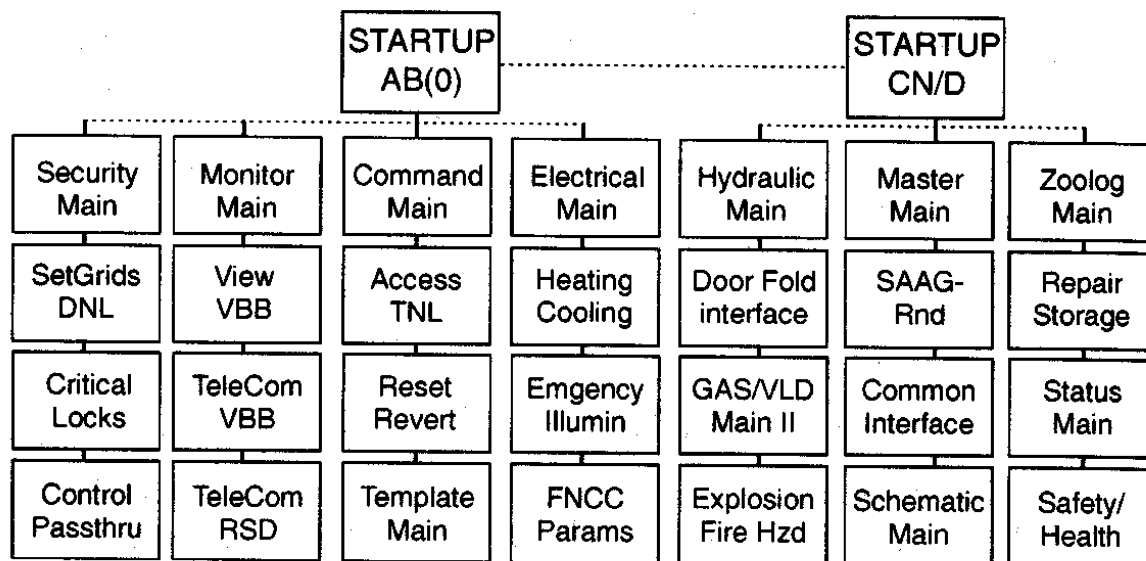 STARTUP
AB(0)
STARTUP
CN/D
Security
Main
Monitor
Main
Command
Main
Electrical
Main
Hydraulic
Main
Master
Main
Zoolog
Main
SetGrids
DNL
View
VBB
Access
TNL
Heating
Cooling
Door Fold
interface
SAAG-
Rnd
Repair
Storage
Critical
Locks
TeleCom
VBB
Reset
Revert
Emgency
Illumin
GAS/VLD
Main II
Common
Interface
Status
Main
Control
Passthru
TeleCom
RSD
Template
Main
FNCC
Params
Explosion
Fire Hzd
Schematic
Main
Safety/
Health